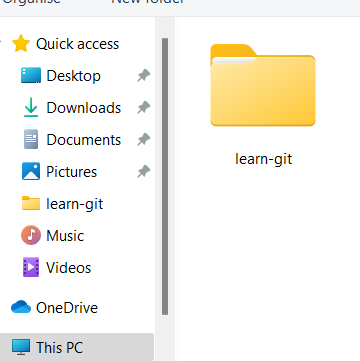 Organise
New folder
Quick access
Desktop
Downloads
Documents
Pictures
learn-git
Music
Videos
OneDrive
This PC
learn-git